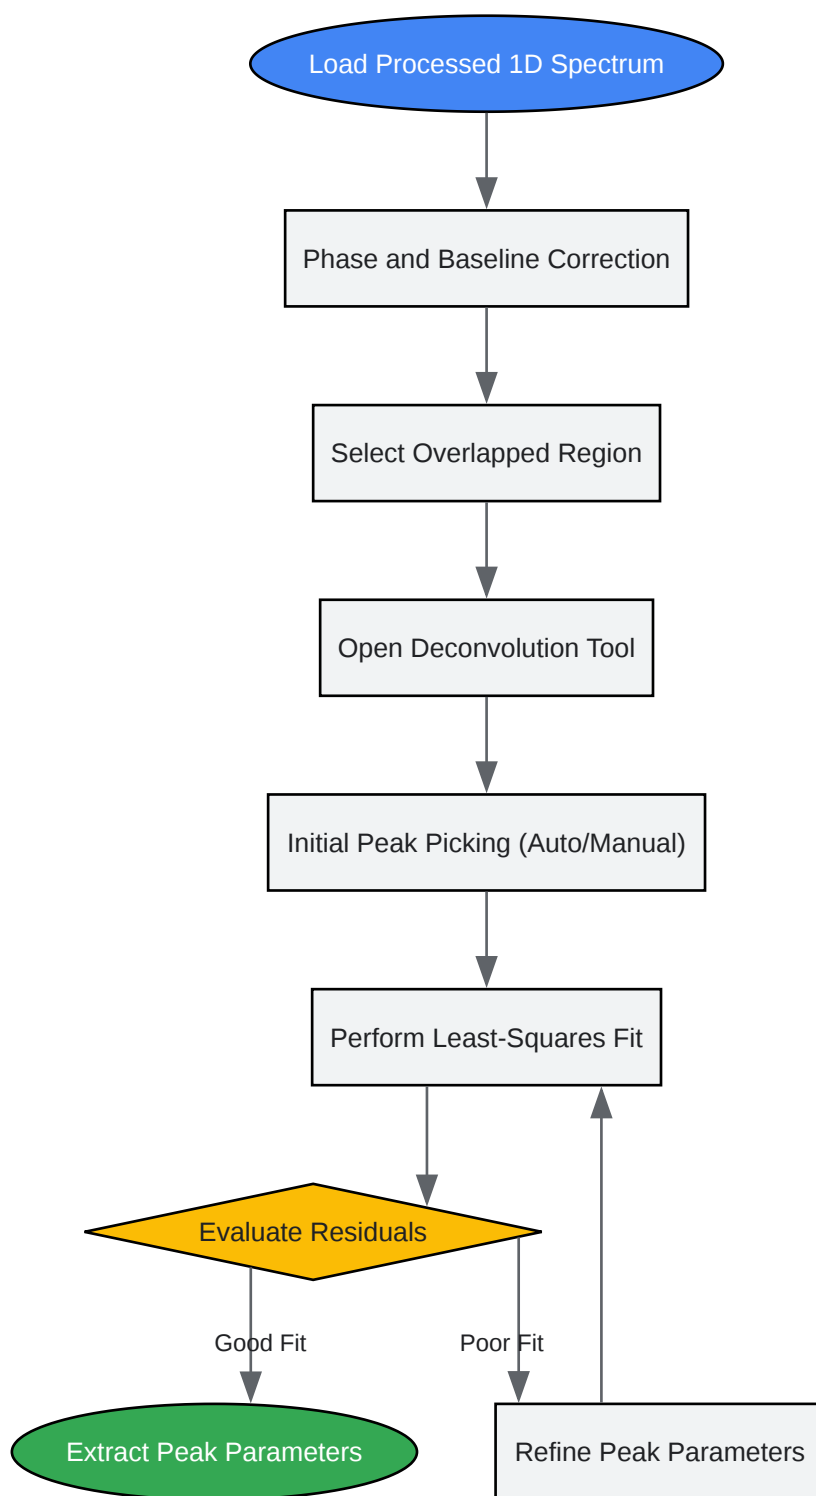 Load Processed 1D Spectrum
Phase and Baseline Correction
Select Overlapped Region
Open Deconvolution Tool
Initial Peak Picking (Auto/Manual)
Perform Least-Squares Fit
Evaluate Residuals
Good Fit
Poor Fit
Extract Peak Parameters
Refine Peak Parameters